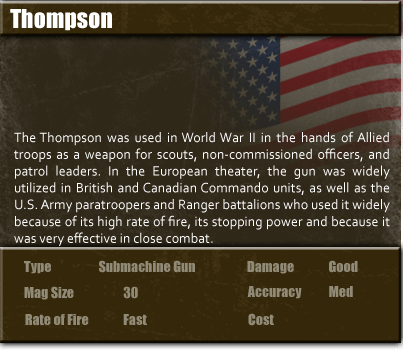 Thompson
The Thompson was used in World War II in the hands of Allied
troops as a weapon for scouts, non-commissioned officers, and
patrol leaders. In the European theater, the gun was widely
utilized in British and Canadian Commando units, as well as the
U.S. Army paratroopers and Ranger battalions who used it widely
because of its high rate of fire, its stopping power and because it
was very effective in close combat.
Type Submachine Gun Damage Good
Mag Size 30 Accuracy Med
Rate of Fire Fast Cost